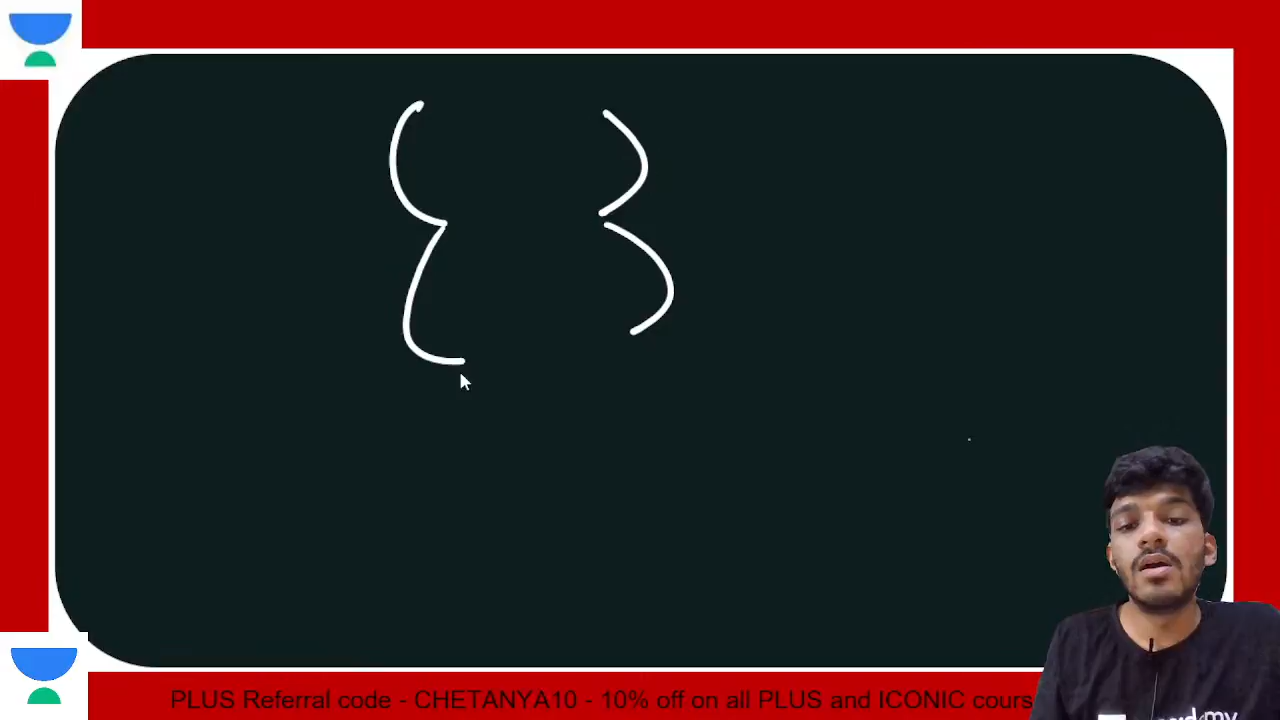 { }
PLUS Referral code - CHETANYA10 - 10% off on all PLUS and ICONIC cours